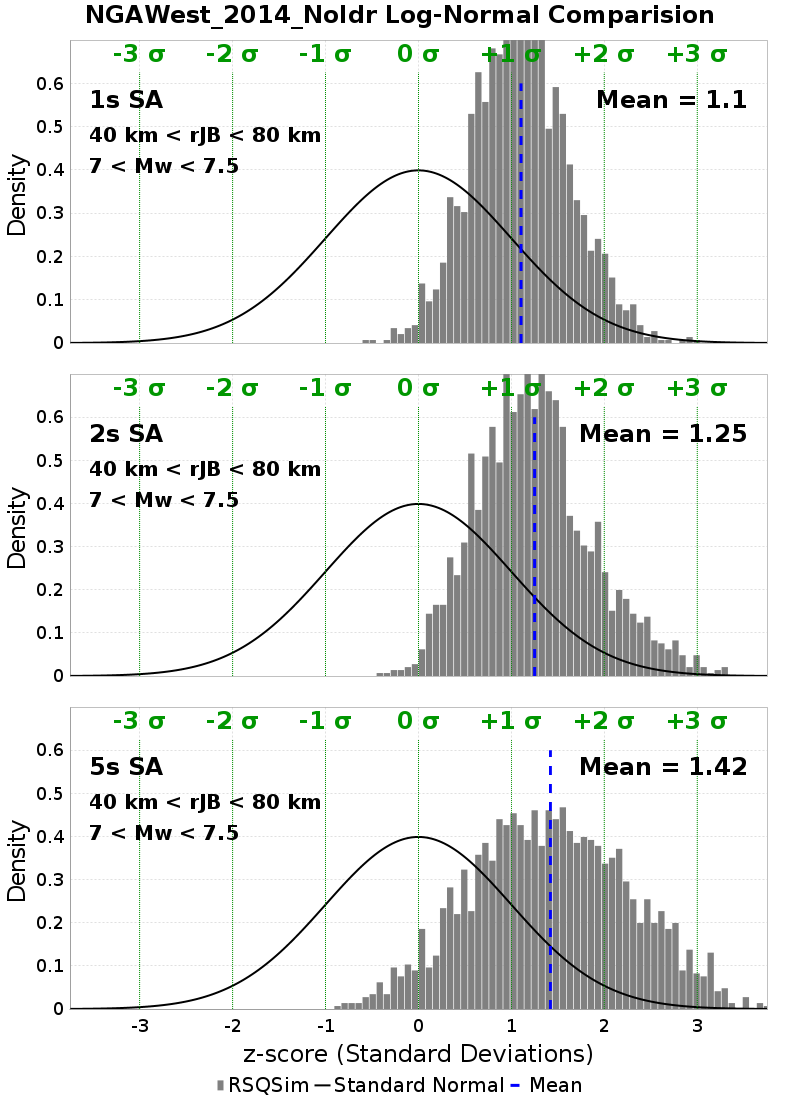 NGAWest_2014_NoIdr Log-Normal Comparision
-3 σ -2 σ -1 σ 0 σ +1 σ +2 σ +3 σ
1s SA Mean = 1.1
40 km < rJB < 80 km
7 < Mw < 7.5
Density
0.6
0.5
0.4
0.3
0.2
0.1
0
-3 σ -2 σ -1 σ 0 σ +1 σ +2 σ +3 σ
2s SA Mean = 1.25
40 km < rJB < 80 km
7 < Mw < 7.5
Density
0.6
0.5
0.4
0.3
0.2
0.1
0
-3 σ -2 σ -1 σ 0 σ +1 σ +2 σ +3 σ
5s SA Mean = 1.42
40 km < rJB < 80 km
7 < Mw < 7.5
Density
0.6
0.5
0.4
0.3
0.2
0.1
0
-3 -2 -1 0 1 2 3
z-score (Standard Deviations)
RSQSim Standard Normal Mean